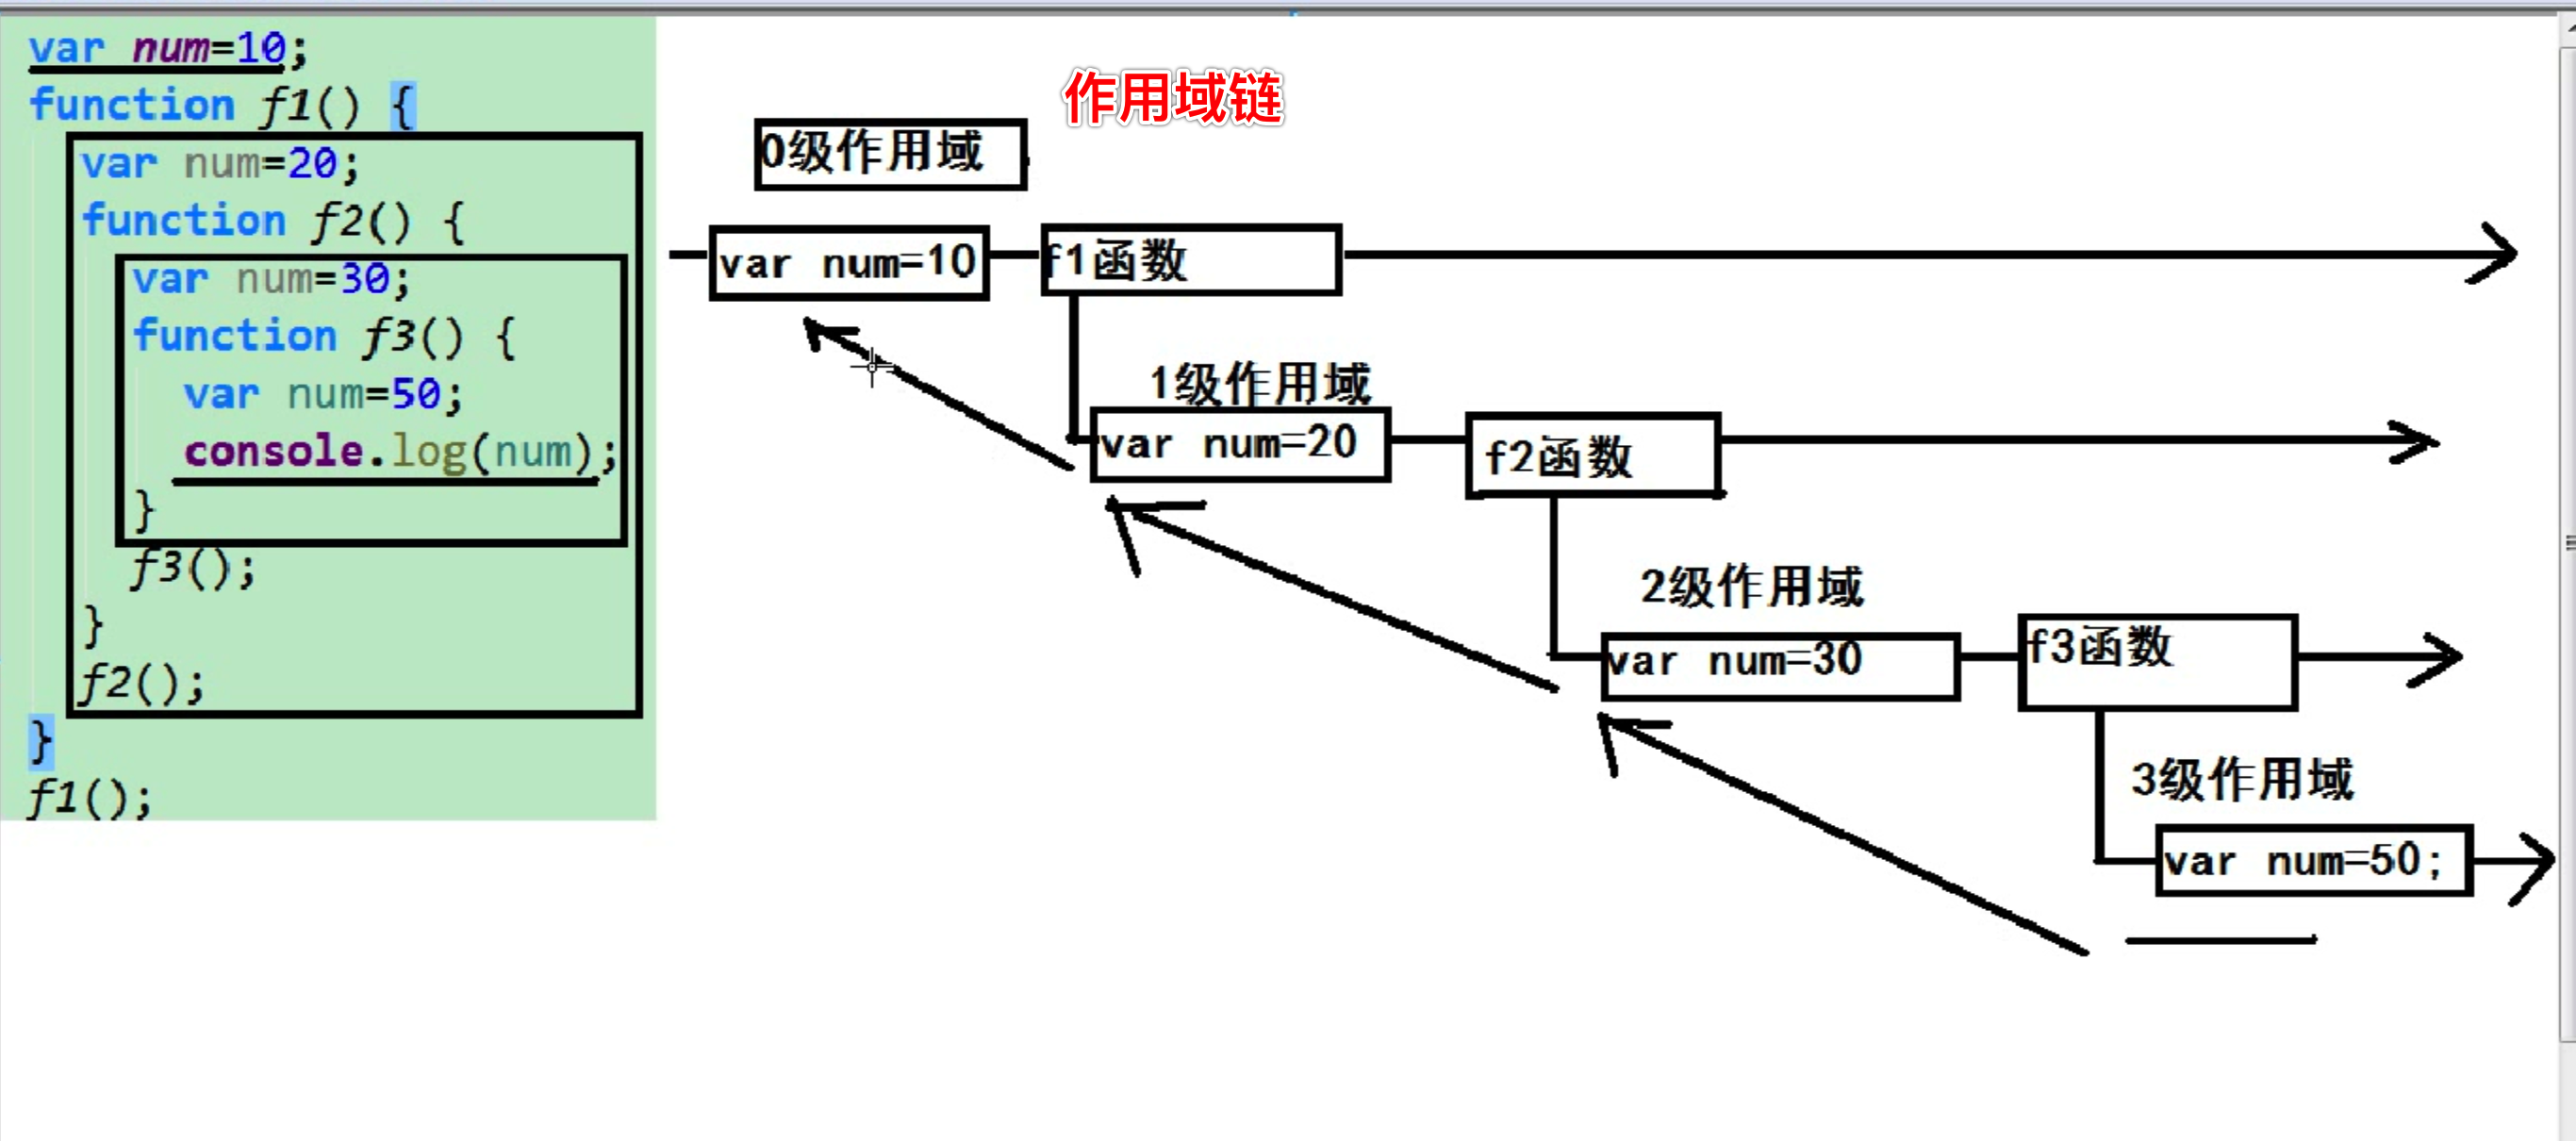 var num=10;
function f1() {
var num=20;
function f2() {
var num=30;
function f3() {
var num=50;
console.log(num);
}
f3();
}
f2();
}
f1();
作用域链
0级作用域
var num=10
f1函数
1级作用域
var num=20
f2函数
2级作用域
var num=30
f3函数
3级作用域
var num=50;